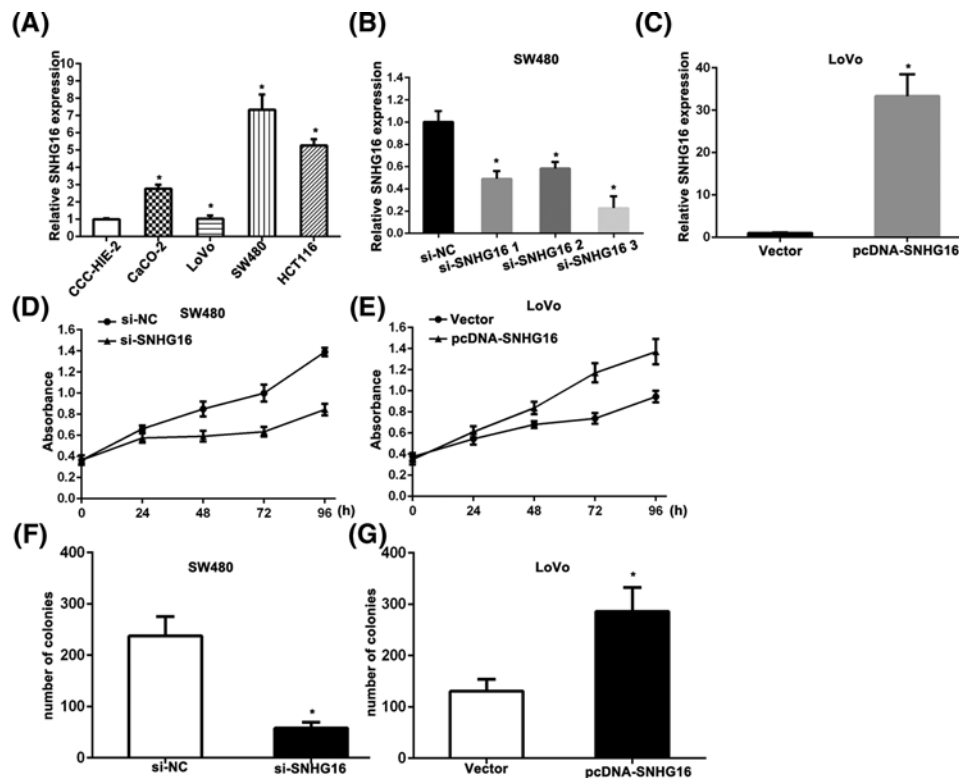 (A)
Relative SNHG16 expression
10
9
8
7
6
5
4
3
2
1
0
*
*
*
*
CCC-HIE-2
CaCO-2
LoVo
SW480
HCT116
(B)
SW480
Relative SNHG16 expression
1.4
1.2
1.0
0.8
0.6
0.4
0.2
0.0
*
*
*
si-NC
si-SNHG16 1
si-SNHG16 2
si-SNHG16 3
(C)
LoVo
Relative SNHG16 expression
40
30
20
10
0
*
Vector
pcDNA-SNHG16
(D)
SW480
si-NC
si-SNHG16
Absorbance
1.6
1.4
1.2
1.0
0.8
0.6
0.4
0.2
0.0
0 24 48 72 96 (h)
(E)
LoVo
Vector
pcDNA-SNHG16
Absorbance
1.6
1.4
1.2
1.0
0.8
0.6
0.4
0.2
0.0
0 24 48 72 96 (h)
(F)
SW480
number of colonies
400
300
200
100
0
*
si-NC
si-SNHG16
(G)
LoVo
number of colonies
400
300
200
100
0
*
Vector
pcDNA-SNHG16